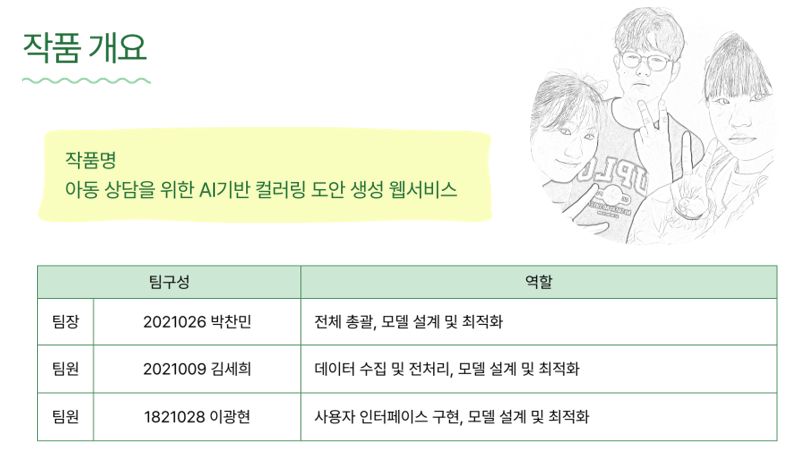 작품 개요
작품명
아동 상담을 위한 AI기반 컬러링 도안 생성 웹서비스
팀구성 역할
팀장 2021026 박찬민 전체 총괄, 모델 설계 및 최적화
팀원 2021009 김세희 데이터 수집 및 전처리, 모델 설계 및 최적화
팀원 1821028 이광현 사용자 인터페이스 구현, 모델 설계 및 최적화